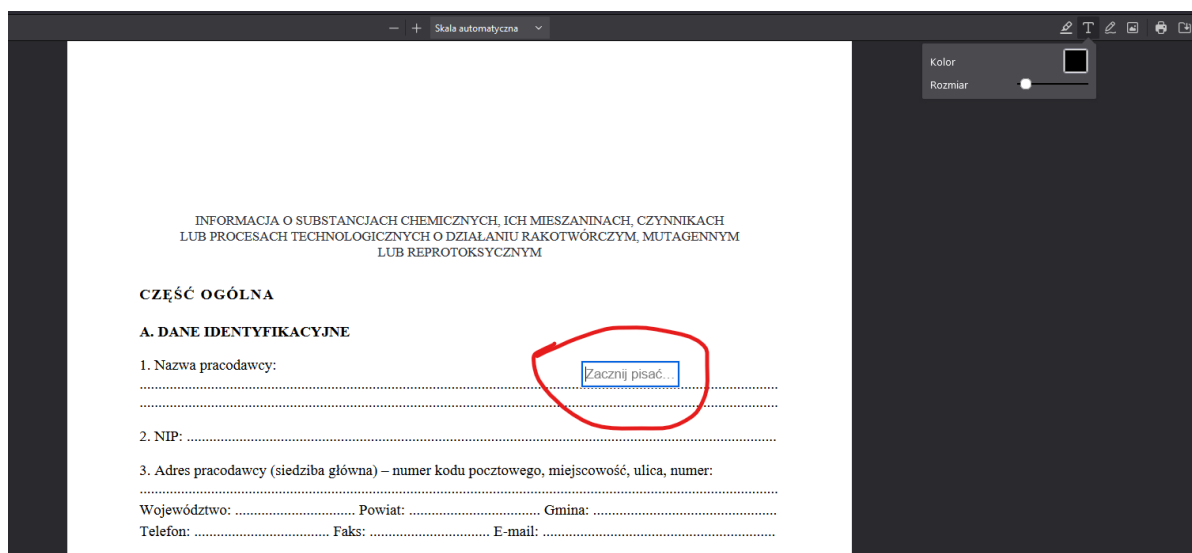 Skala automatyczna
Kolor
Rozmiar
INFORMACJA O SUBSTANCJACH CHEMICZNYCH, ICH MIESZANINACH, CZYNNIKACH
LUB PROCESACH TECHNOLOGICZNYCH O DZIAŁANIU RAKOTWÓRCZYM, MUTAGENNYM
LUB REPROTOKSYCZNYM
CZĘŚĆ OGÓLNA
A. DANE IDENTYFIKACYJNE
1. Nazwa pracodawcy:
Zacznij pisać…
2. NIP: ........................................
3. Adres pracodawcy (siedziba główna) – numer kodu pocztowego, miejscowość, ulica, numer:
Województwo: ................................ Powiat: ................................... Gmina: .................................................
Telefon: .................................... Faks: ................................ E-mail: ..............................................................